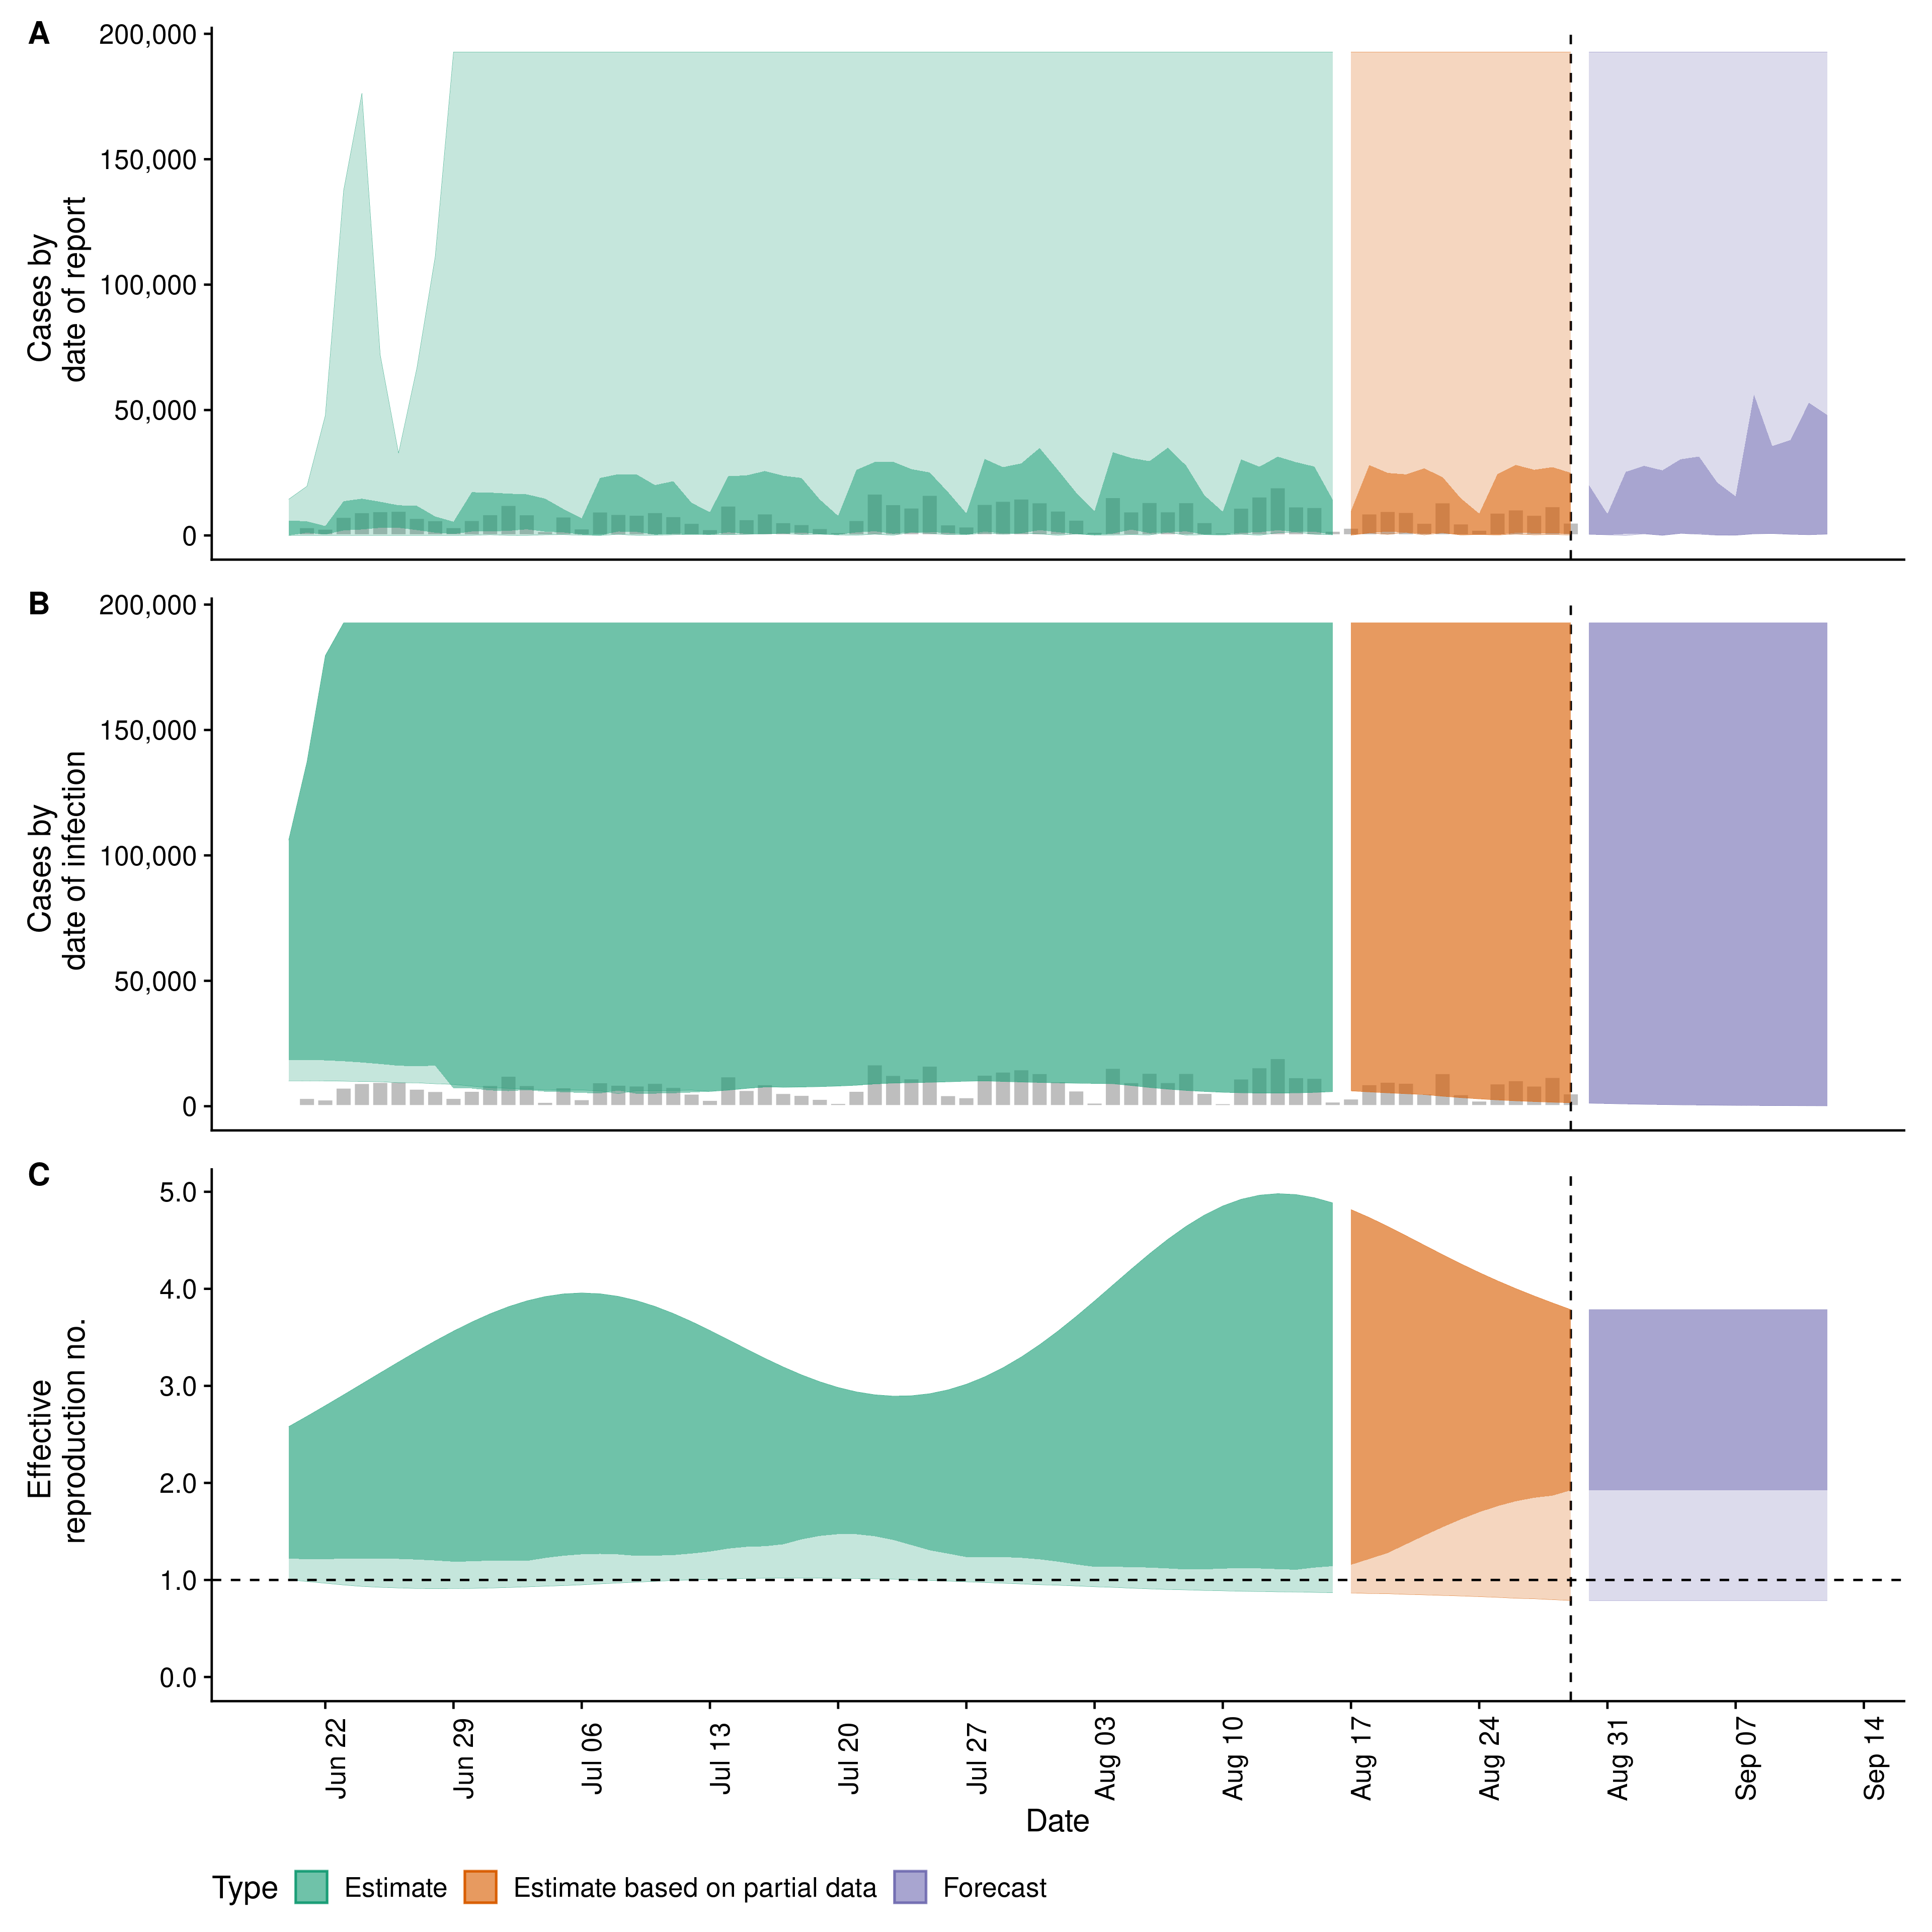 A
200,000
150,000
100,000
50,000
0
Cases by
date of report
B
200,000
150,000
100,000
50,000
0
Cases by
date of infection
C
5.0
4.0
3.0
2.0
1.0
0.0
Effective
reproduction no.
Jun 22
Jun 29
Jul 06
Jul 13
Jul 20
Jul 27
Aug 03
Aug 10
Aug 17
Aug 24
Aug 31
Sep 07
Sep 14
Date
Type Estimate Estimate based on partial data Forecast